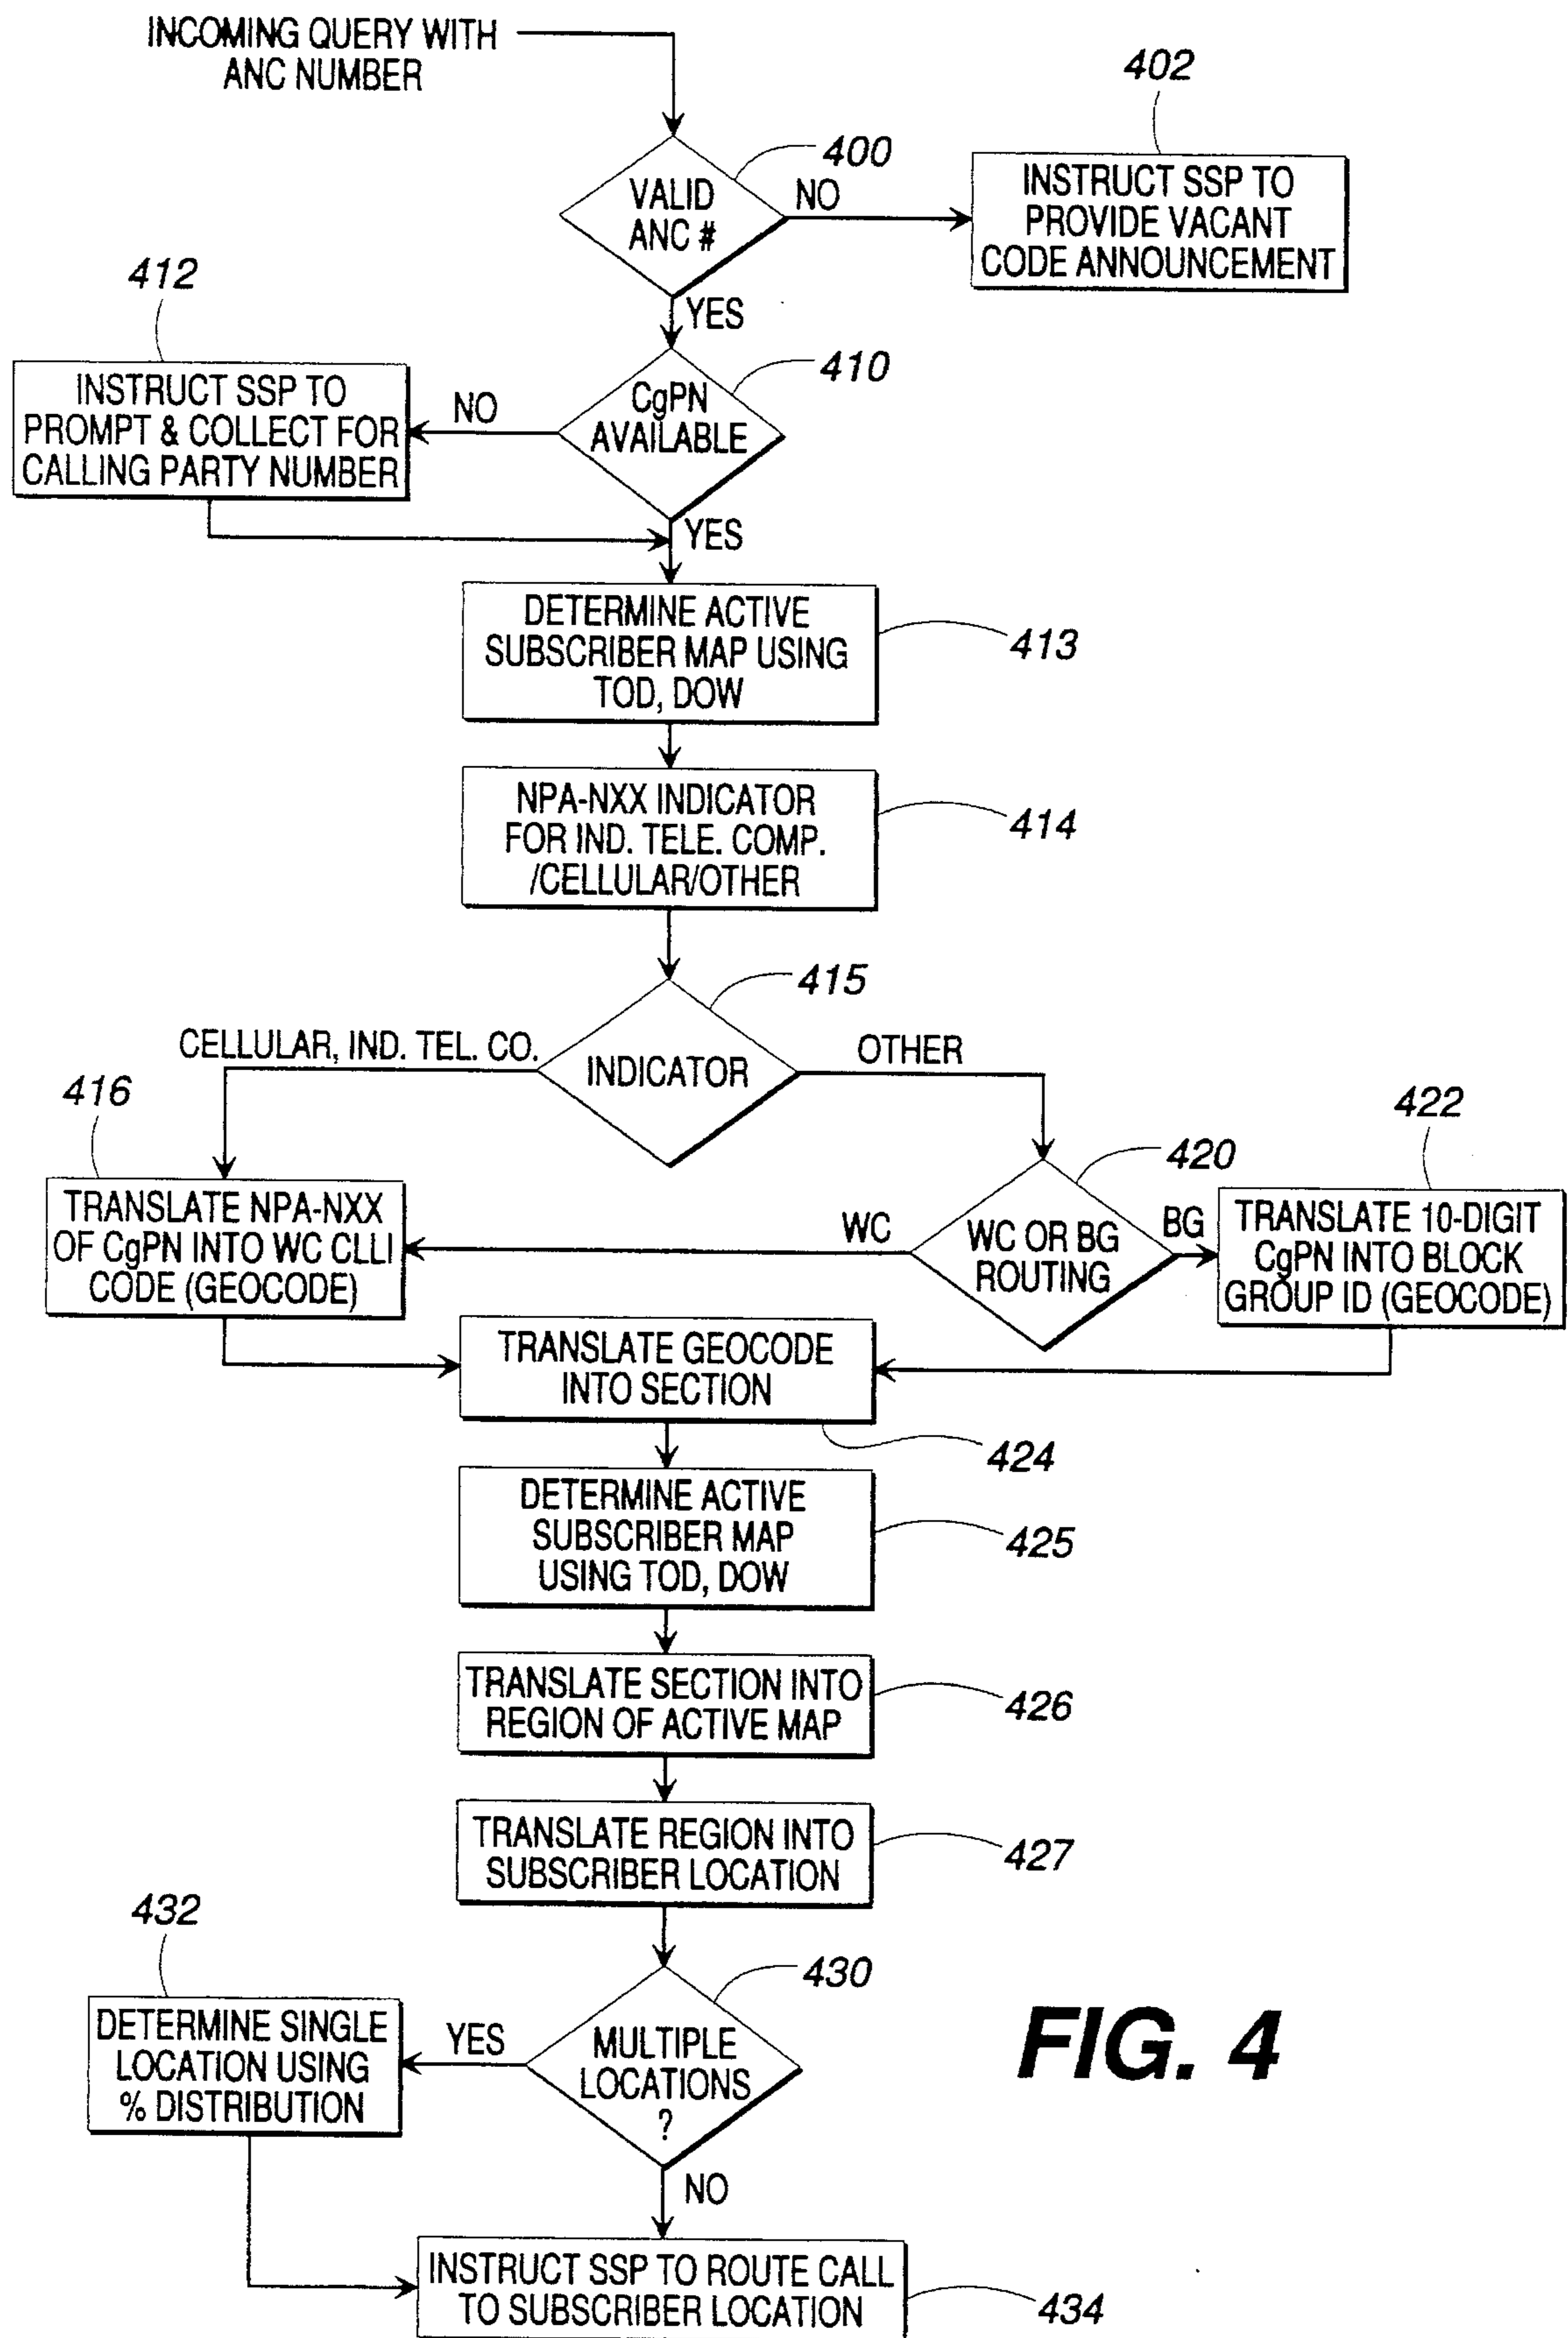 INCOMING QUERY WITH
ANC NUMBER
402
400
VALID
ANC #
NO
INSTRUCT SSP TO
PROVIDE VACANT
CODE ANNOUNCEMENT
YES
412
410
INSTRUCT SSP TO
PROMPT & COLLECT FOR
CALLING PARTY NUMBER
NO
CgPN
AVAILABLE
YES
DETERMINE ACTIVE
SUBSCRIBER MAP USING
TOD, DOW
413
NPA-NXX INDICATOR
FOR IND. TELE. COMP.
/CELLULAR/OTHER
414
415
CELLULAR, IND. TEL. CO.
INDICATOR
OTHER
416
422
420
TRANSLATE NPA-NXX
OF CgPN INTO WC CLLI
CODE (GEOCODE)
WC
WC OR BG
ROUTING
BG
TRANSLATE 10-DIGIT
CgPN INTO BLOCK
GROUP ID (GEOCODE)
TRANSLATE GEOCODE
INTO SECTION
424
DETERMINE ACTIVE
SUBSCRIBER MAP
USING TOD, DOW
425
TRANSLATE SECTION INTO
REGION OF ACTIVE MAP
426
TRANSLATE REGION INTO
SUBSCRIBER LOCATION
427
432
430
DETERMINE SINGLE
LOCATION USING
% DISTRIBUTION
YES
MULTIPLE
LOCATIONS
?
FIG. 4
NO
INSTRUCT SSP TO ROUTE CALL
TO SUBSCRIBER LOCATION
434